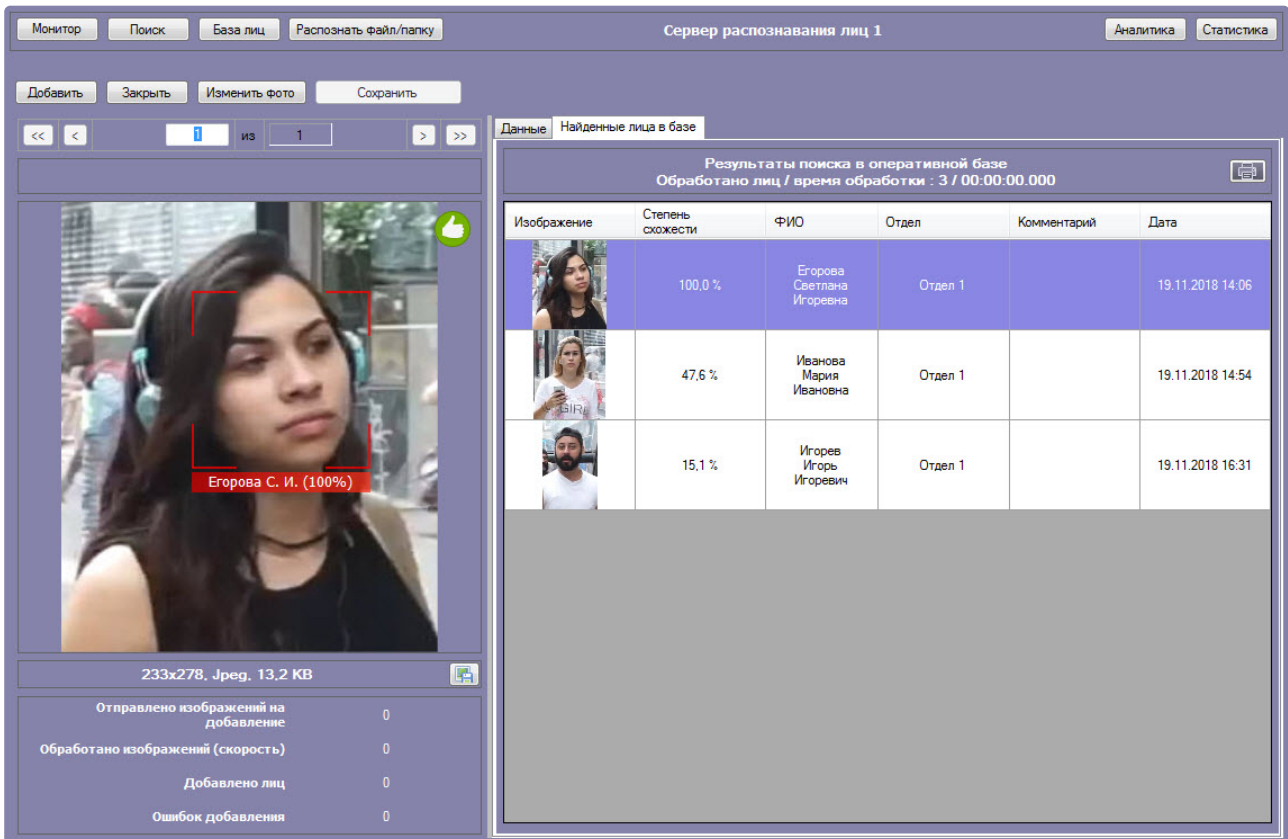 Монитор
Поиск
База лиц
Распознать файл/папку
Сервер распознавания лиц 1
Аналитика
Статистика
Добавить
Закрыть
Изменить фото
Сохранить
<<
<
1
из
1
>
>>
Данные
Найденные лица в базе
Результаты поиска в оперативной базе
Обработано лиц / время обработки : 3 / 00:00:00.000
Изображение
Степень
схожести
ФИО
Отдел
Комментарий
Дата
100,0 %
Егорова
Светлана
Игоревна
Отдел 1
19.11.2018 14:06
GIRL
47,6 %
Иванова
Мария
Ивановна
Отдел 1
19.11.2018 14:54
15,1 %
Игорев
Игорь
Игоревич
Отдел 1
19.11.2018 16:31
Егорова С. И. (100%)
233x278, Jpeg, 13,2 KB
Отправлено изображений на
добавление
0
Обработано изображений (скорость)
0
Добавлено лиц
0
Ошибок добавления
0